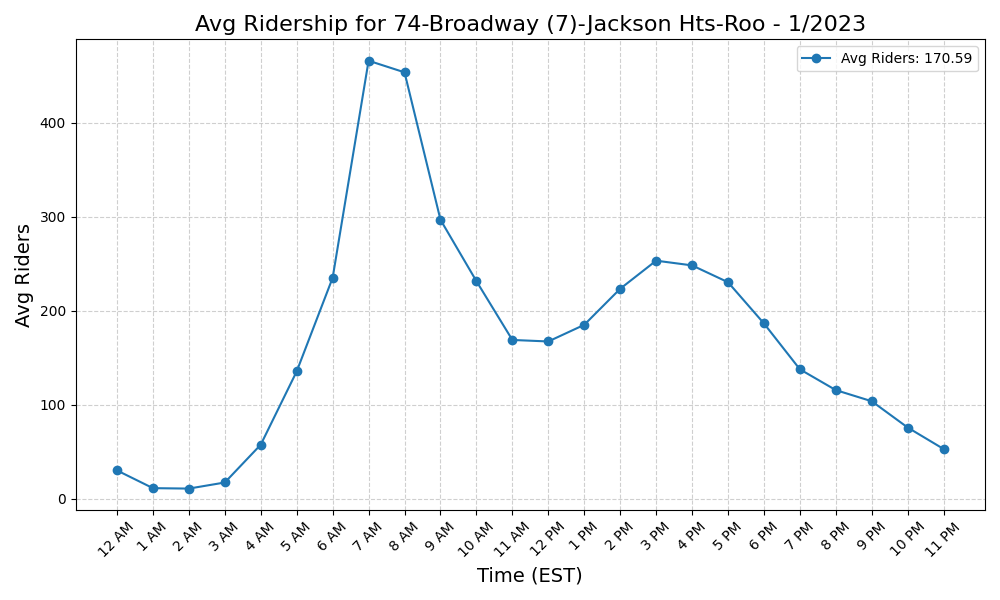 Avg Ridership for 74-Broadway (7)-Jackson Hts-Roo - 1/2023
Avg Riders: 170.59
Avg Riders
400
300
200
100
0
12 AM 1 AM 2 AM 3 AM 4 AM 5 AM 6 AM 7 AM 8 AM 9 AM 10 AM 11 AM 12 PM 1 PM 2 PM 3 PM 4 PM 5 PM 6 PM 7 PM 8 PM 9 PM 10 PM 11 PM
Time (EST)